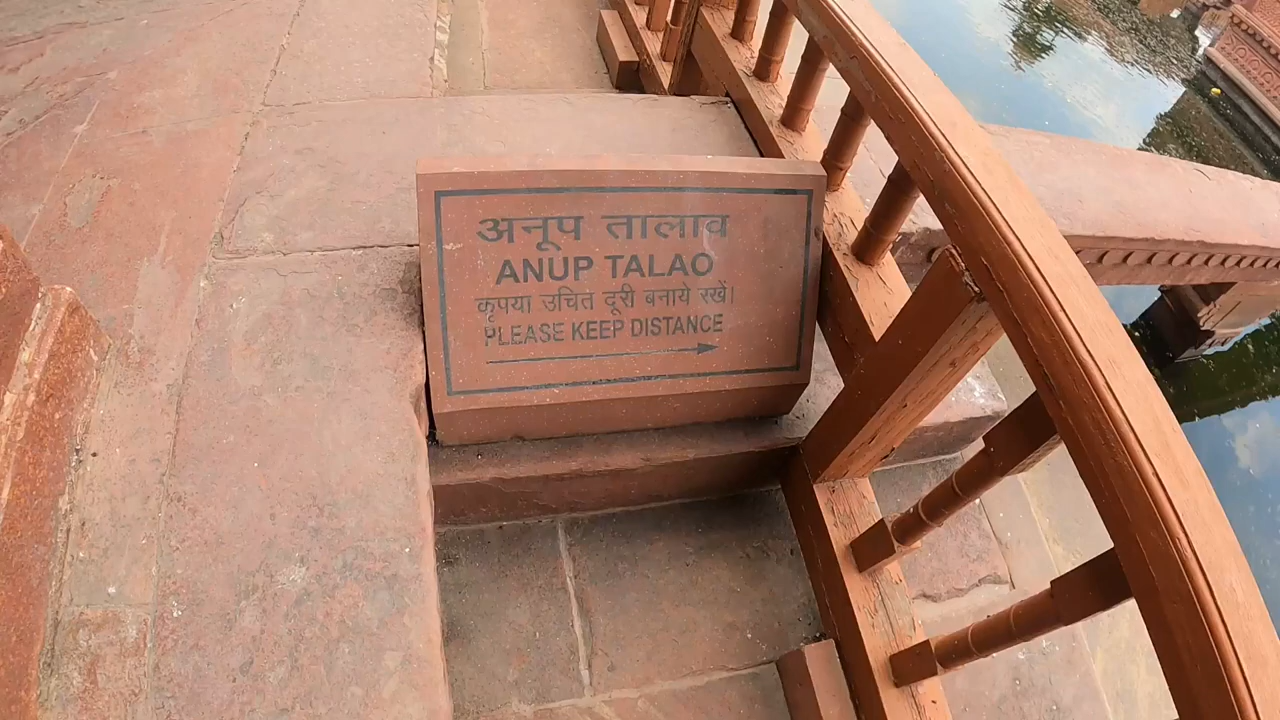 अनूप तालाव
ANUP TALAO
कृपया उचित दूरी बनाये रखें।
PLEASE KEEP DISTANCE